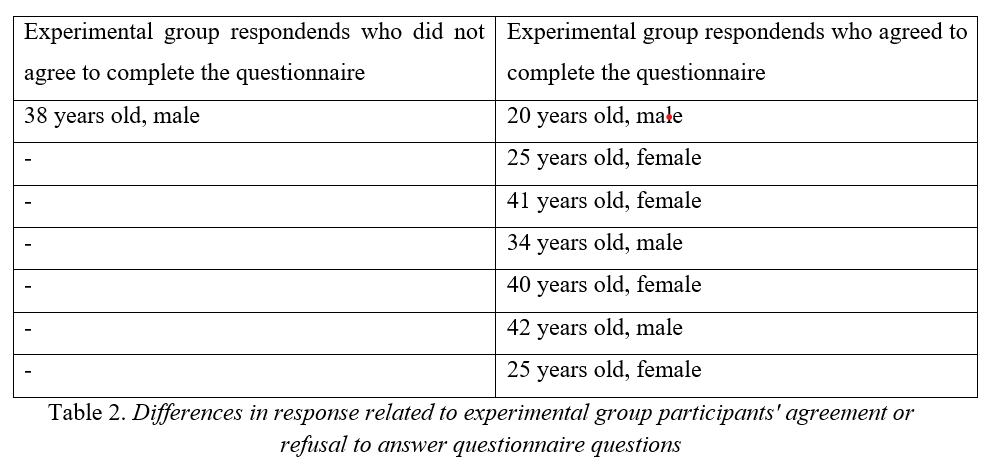 Experimental group respondends who did not
agree to complete the questionnaire
Experimental group respondends who agreed to
complete the questionnaire
38 years old, male
20 years old, male
-
25 years old, female
-
41 years old, female
-
34 years old, male
-
40 years old, female
-
42 years old, male
-
25 years old, female
Table 2. Differences in response related to experimental group participants' agreement or
refusal to answer questionnaire questions